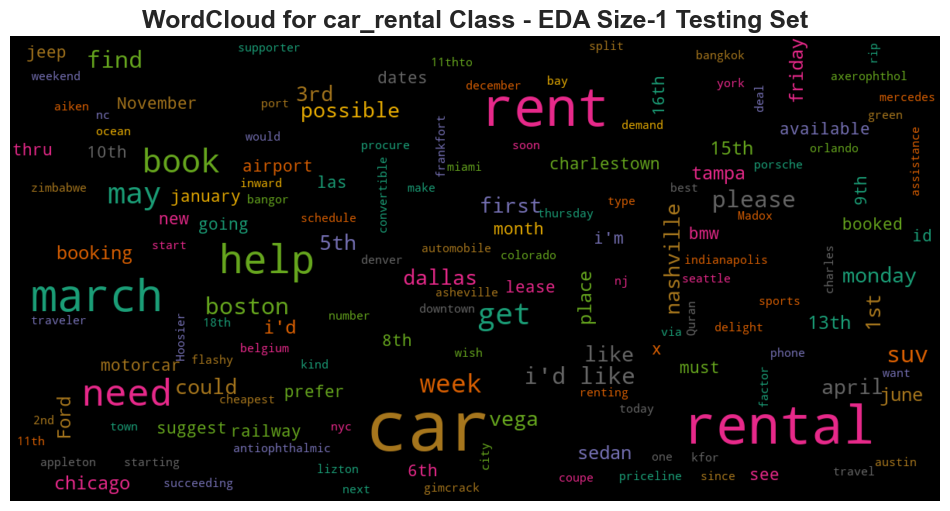 WordCloud for car_rental Class - EDA Size-1 Testing Set
jeep
find
supporter
split
friday
rip
weekend
11thto
dates
december
bay
bangkok
axerophthol
aiken
November
port
3rd
possible
rent
16th
york
deal
mercedes
nc
ocean
would
frankfort
demand
green
available
thru
10th
book
airport
procure
soon
miami
charlestown
15th
orlando
assistance
zimbabwe
may
january
inward
bangor
las
convertible
make
tampa
porsche
9th
best
please
new
going
schedule
first
thursday
type
Madox
booked
id
month
i'm
bmw
booking
start
help
5th
denver
automobile
colorado
nashville
indianapolis
charles
march
boston
dallas
asheville
lease
place
nj
seattle
monday
traveler
Hoosier
18th
i'd
number
downtown
get
via
Quran
sports
delight
13th
1st
motorcar
flashy
belgium
kind
8th
wish
like
x
must
phone
suv
need
could
cheapest
prefer
week
i'd like
renting
factor
april
want
june
2nd
Ford
town
suggest
railway
nyc
car
vega
today
rental
11th
antiophthalmic
city
sedan
appleton
starting
lizton
6th
one
kfor
austin
chicago
succeeding
next
gimcrack
coupe
priceline
since
see
travel